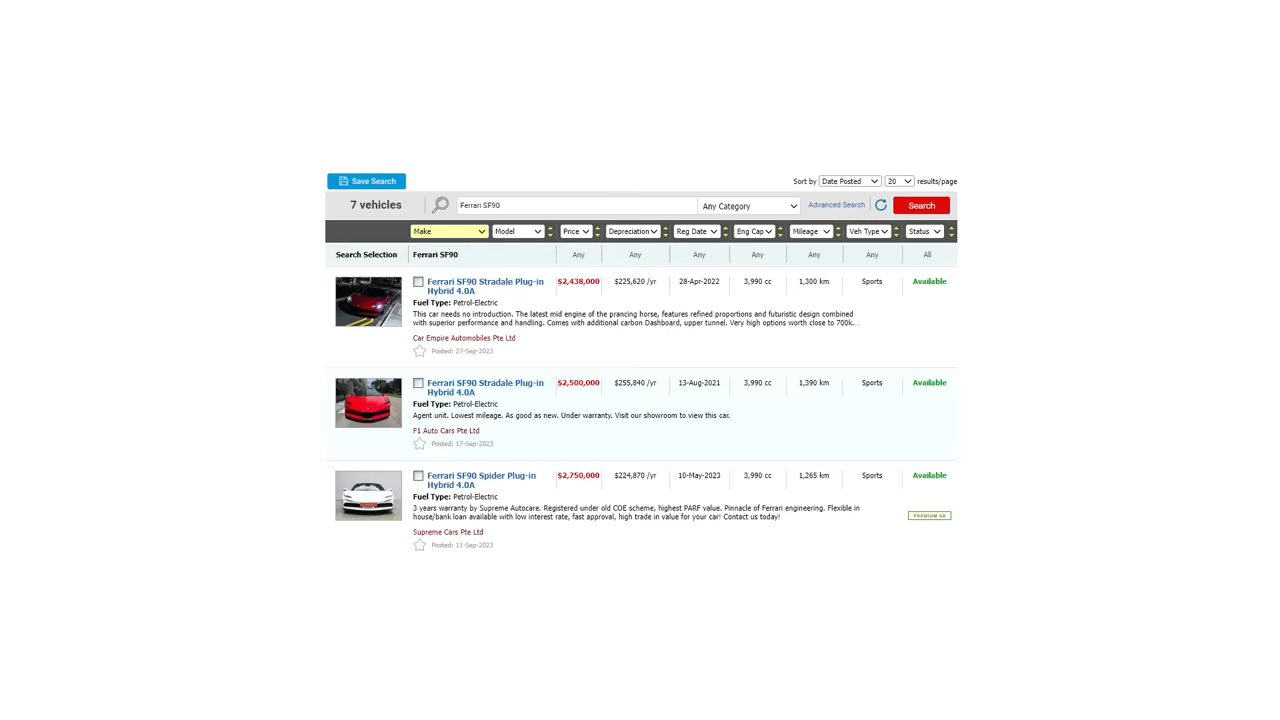 Save Search
Sort by Date Posted 20 results/page
7 vehicles Ferrari SF90 Any Category Advanced Search Search
Make Model Price Depreciation Reg Date Eng Cap Mileage Veh Type Status
Search Selection Ferrari SF90 Any Any Any Any Any Any All
Ferrari SF90 Stradale Plug-in $2,438,000 $225,620 /yr 28-Apr-2022 3,990 cc 1,300 km Sports Available
Hybrid 4.0A
Fuel Type: Petrol-Electric
This car needs no introduction. The latest mid engine of the prancing horse, features refined proportions and futuristic design combined
with superior performance and handling. Comes with additional carbon Dashboard, upper tunnel. Very high options worth close to 700k...
Car Empire Automobiles Pte Ltd
Posted: 27-Sep-2023
Ferrari SF90 Stradale Plug-in $2,500,000 $255,840 /yr 13-Aug-2021 3,990 cc 1,390 km Sports Available
Hybrid 4.0A
Fuel Type: Petrol-Electric
Agent unit. Lowest mileage. As good as new. Under warranty. Visit our showroom to view this car.
F1 Auto Cars Pte Ltd
Posted: 17-Sep-2023
Ferrari SF90 Spider Plug-in $2,750,000 $224,870 /yr 10-May-2023 3,990 cc 1,265 km Sports Available
Hybrid 4.0A
Fuel Type: Petrol-Electric
3 years warranty by Supreme Autocare. Registered under old COE scheme, highest PARF value. Pinnacle of Ferrari engineering. Flexible in
house/bank loan available with low interest rate, fast approval, high trade in value for your car! Contact us today!
PREMIUM AD
Supreme Cars Pte Ltd
Posted: 11-Sep-2023